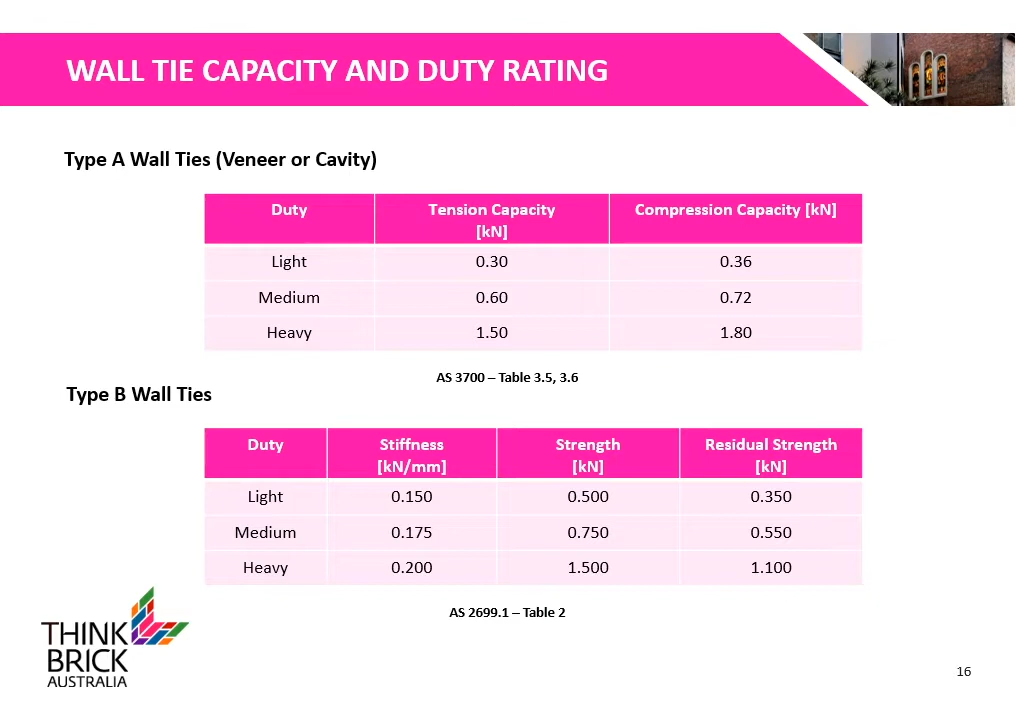 WALL TIE CAPACITY AND DUTY RATING
Type A Wall Ties (Veneer or Cavity)
Duty Tension Capacity [kN] Compression Capacity [kN]
Light 0.30 0.36
Medium 0.60 0.72
Heavy 1.50 1.80
AS 3700 – Table 3.5, 3.6
Type B Wall Ties
Duty Stiffness [kN/mm] Strength [kN] Residual Strength [kN]
Light 0.150 0.500 0.350
Medium 0.175 0.750 0.550
Heavy 0.200 1.500 1.100
AS 2699.1 – Table 2
THINK
BRICK
AUSTRALIA
16